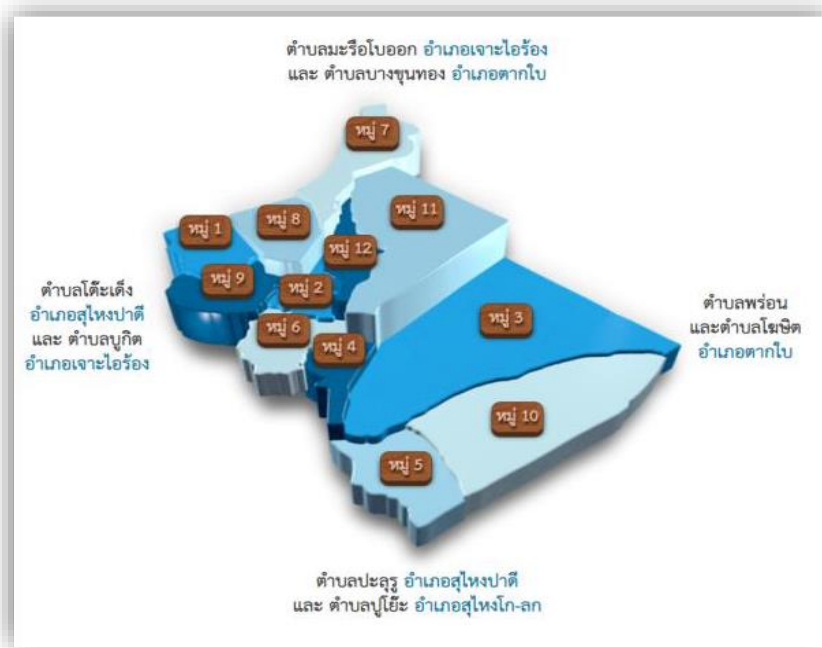 ตำบลมะรือโบออก อำเภอเจาะไอร้อง
และ ตำบลบางขุนทอง อำเภอตากใบ
หมู่ 7
หมู่ 11
หมู่ 8
หมู่ 1
หมู่ 12
หมู่ 9
หมู่ 2
หมู่ 3
หมู่ 6
หมู่ 4
ตำบลโต๊ะเด็ง
อำเภอสุไหงปาดี
และ ตำบลบูกิต
อำเภอเจาะไอร้อง
ตำบลพร่อน
และตำบลโฆษิต
อำเภอตากใบ
หมู่ 10
หมู่ 5
ตำบลปะลุรู อำเภอสุไหงปาดี
และ ตำบลปูโย๊ะ อำเภอสุไหงโก-ลก